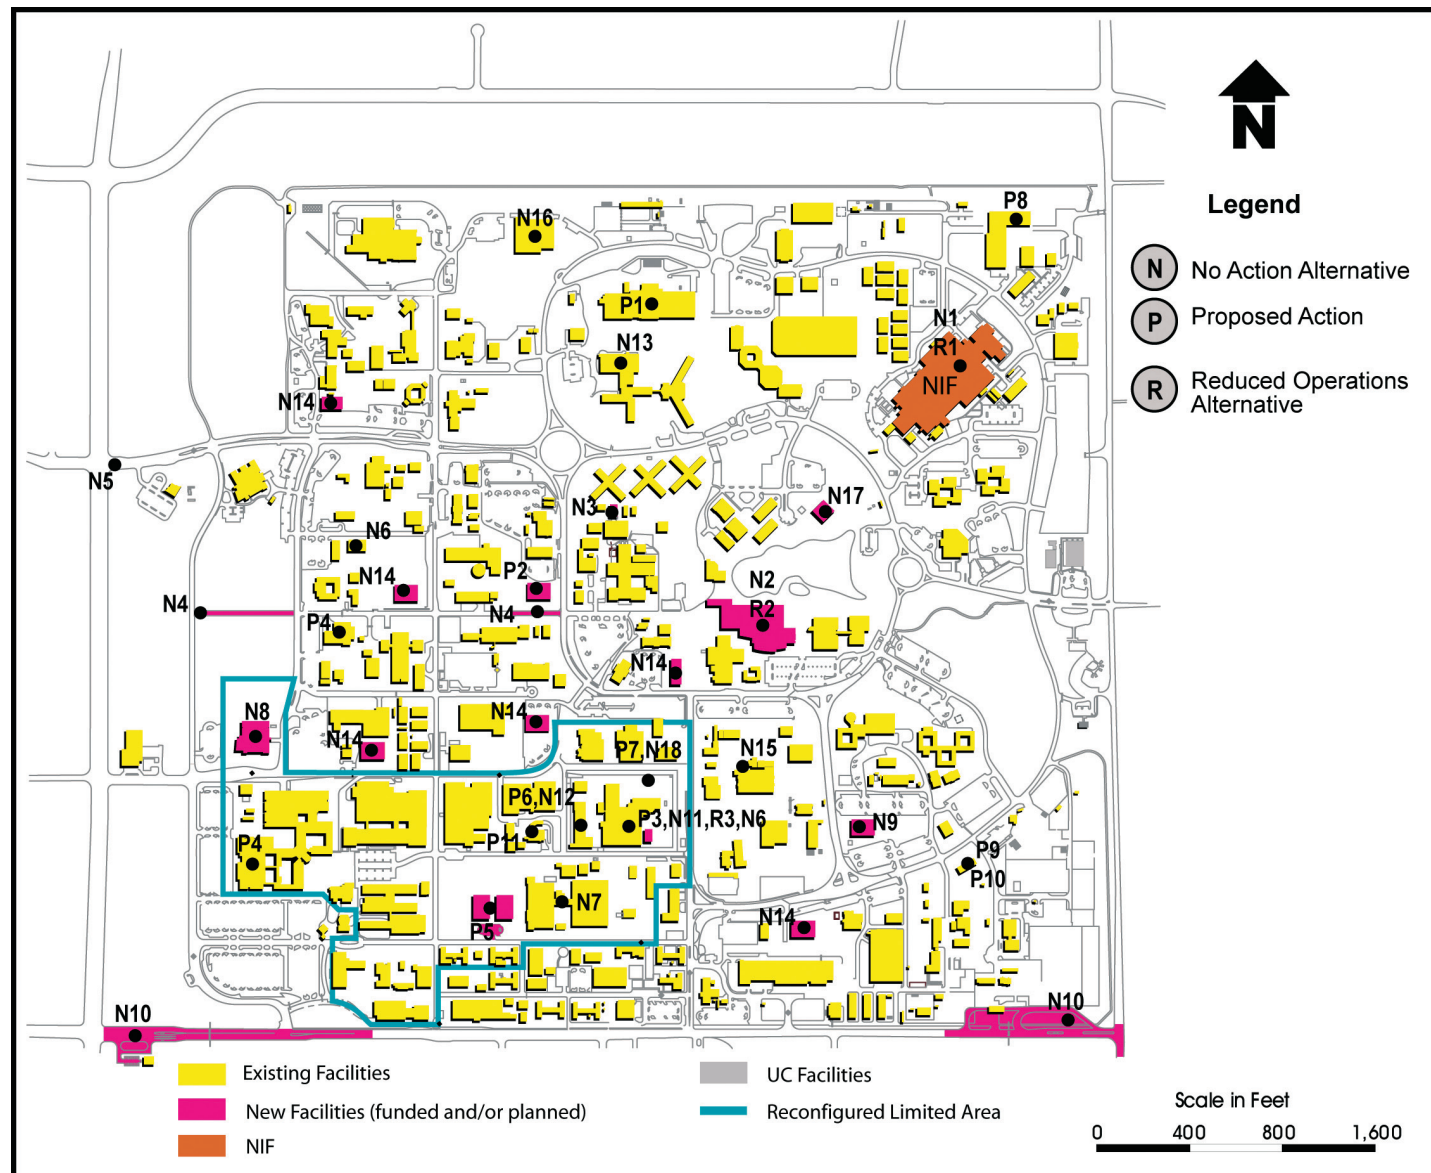 N
Legend
N No Action Alternative
P Proposed Action
R Reduced Operations
Alternative
P8
N16
P1
N1
R1
NIF
N13
N14
N5
N17
N3
N6
N14
P2
N2
N4
N4
R2
P4
N14
N8
N14
N14
P7,N18
N15
P6,N12
P3,N11,R3,N6
N9
P11
P4
P9
P10
N7
N14
P5
N10
N10
Existing Facilities
UC Facilities
New Facilities (funded and/or planned)
Reconfigured Limited Area
NIF
Scale in Feet
0 400 800 1,600